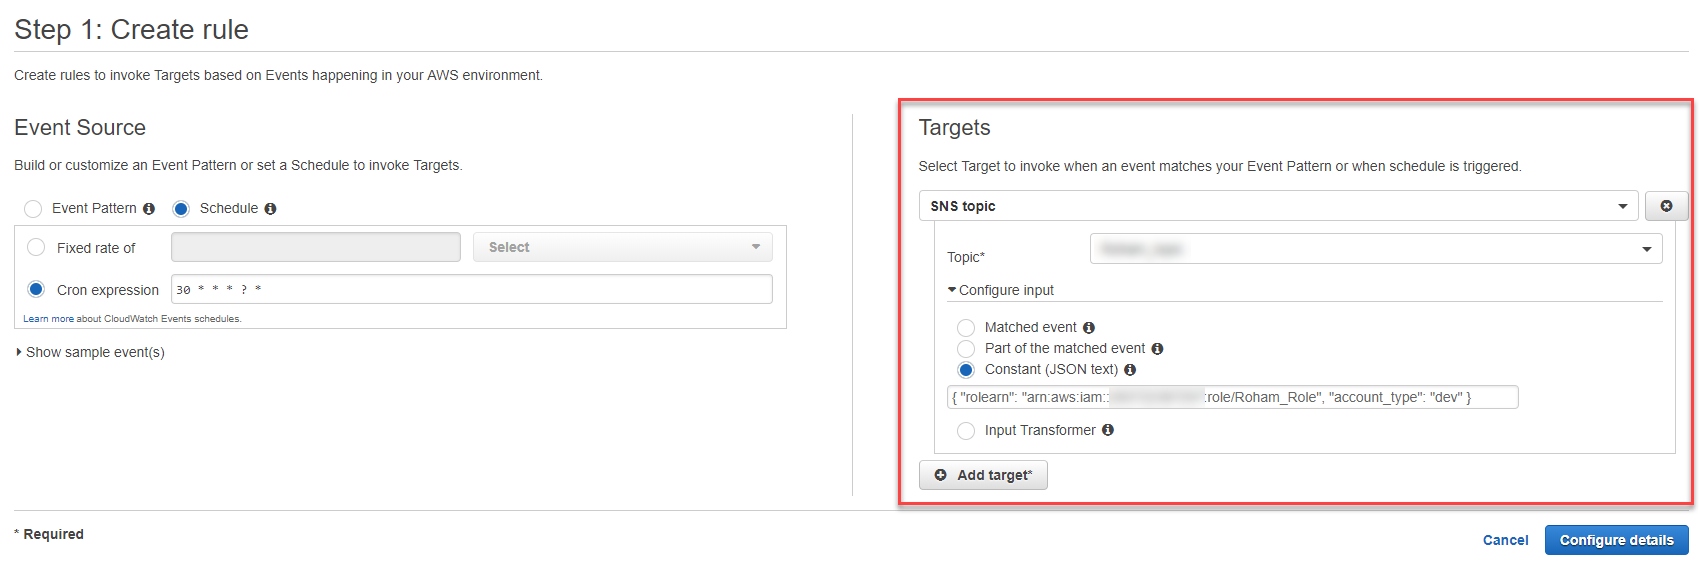 Step 1: Create rule
Create rules to invoke Targets based on Events happening in your AWS environment.
Event Source
Build or customize an Event Pattern or set a Schedule to invoke Targets.
Event Pattern Schedule
Fixed rate of Select
Cron expression 30 * * * ? *
Learn more about CloudWatch Events schedules.
Show sample event(s)
Targets
Select Target to invoke when an event matches your Event Pattern or when schedule is triggered.
SNS topic
Topic*
Configure input
Matched event
Part of the matched event
Constant (JSON text)
{ "rolearn": "arn:aws:iam:: :role/Roham_Role", "account_type": "dev" }
Input Transformer
Add target*
* Required
Cancel Configure details